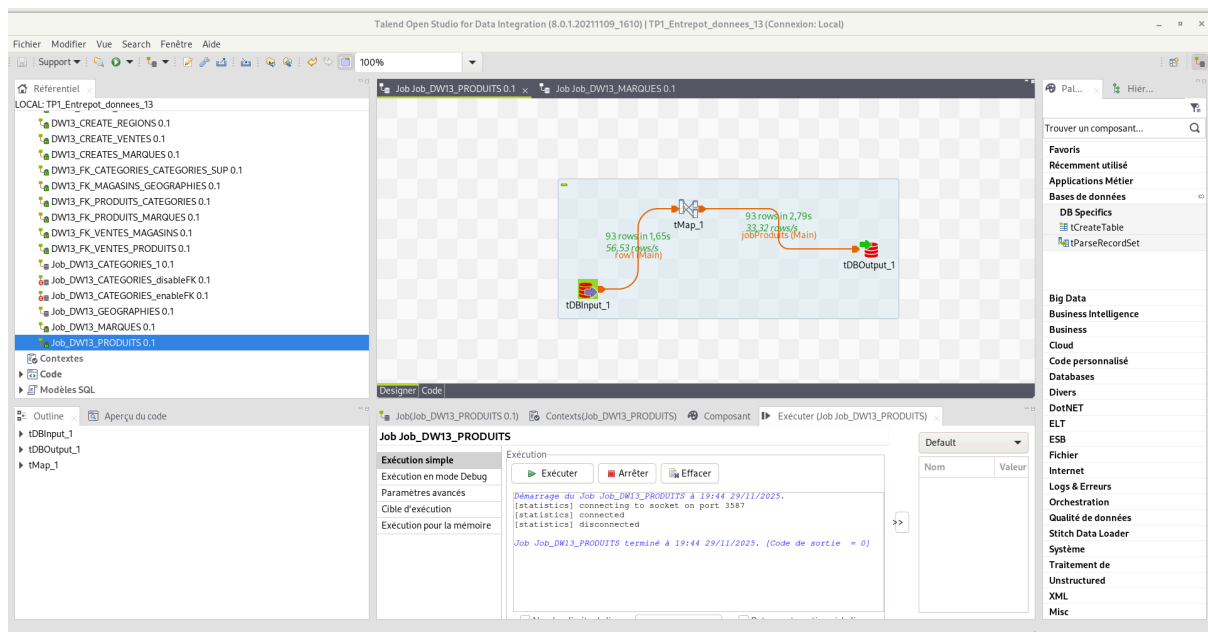 Talend Open Studio for Data Integration (8.0.1.20211109_1610) | TP1_Entrepot_donnees_13 (Connexion: Local)
Fichier Modifier Vue Search Fenêtre Aide
Support 100%
Référentiel
LOCAL: TP1_Entrepot_donnees_13
DW13_CREATE_REGIONS 0.1
DW13_CREATE_VENTES 0.1
DW13_CREATES_MARQUES 0.1
DW13_FK_CATEGORIES_CATEGORIES_SUP 0.1
DW13_FK_MAGASINS_GEOGRAPHIES 0.1
DW13_FK_PRODUITS_CATEGORIES 0.1
DW13_FK_PRODUITS_MARQUES 0.1
DW13_FK_VENTES_MAGASINS 0.1
DW13_FK_VENTES_PRODUITS 0.1
Job_DW13_CATEGORIES_1 0.1
Job_DW13_CATEGORIES_disableFK 0.1
Job_DW13_CATEGORIES_enableFK 0.1
Job_DW13_GEOGRAPHIES 0.1
Job_DW13_MARQUES 0.1
Job_DW13_PRODUITS 0.1
Contextes
Code
Modèles SQL
Outline Aperçu du code
tDBInput_1
tDBOutput_1
tMap_1
Job Job_DW13_PRODUITS 0.1 Job Job_DW13_MARQUES 0.1
tMap_1
93 rows in 1,65s
56,53 rows/s
row1 (Main)
93 rows in 2,79s
33,32 rows/s
jobProduits (Main)
tDBOutput_1
tDBInput_1
Designer Code
Job(Job_DW13_PRODUITS 0.1) Contexts(Job_DW13_PRODUITS) Composant Exécuter (Job Job_DW13_PRODUITS)
Job Job_DW13_PRODUITS
Exécution simple
Exécution en mode Debug
Paramètres avancés
Cible d'exécution
Exécution pour la mémoire
Exécution
Exécuter Arrêter Effacer
Démarrage du Job Job_DW13_PRODUITS à 19:44 29/11/2025.
[statistics] connecting to socket on port 3587
[statistics] connected
[statistics] disconnected
Job Job_DW13_PRODUITS terminé à 19:44 29/11/2025. [Code de sortie = 0]
>>
Default
Nom Valeur
Pal... Hiér...
Trouver un composant...
Favoris
Récemment utilisé
Applications Métier
Bases de données
DB Specifics
tCreateTable
tParseRecordSet
Big Data
Business Intelligence
Business
Cloud
Code personnalisé
Databases
Divers
DotNET
ELT
ESB
Fichier
Internet
Logs & Erreurs
Orchestration
Qualité de données
Stitch Data Loader
Système
Traitement de
Unstructured
XML
Misc